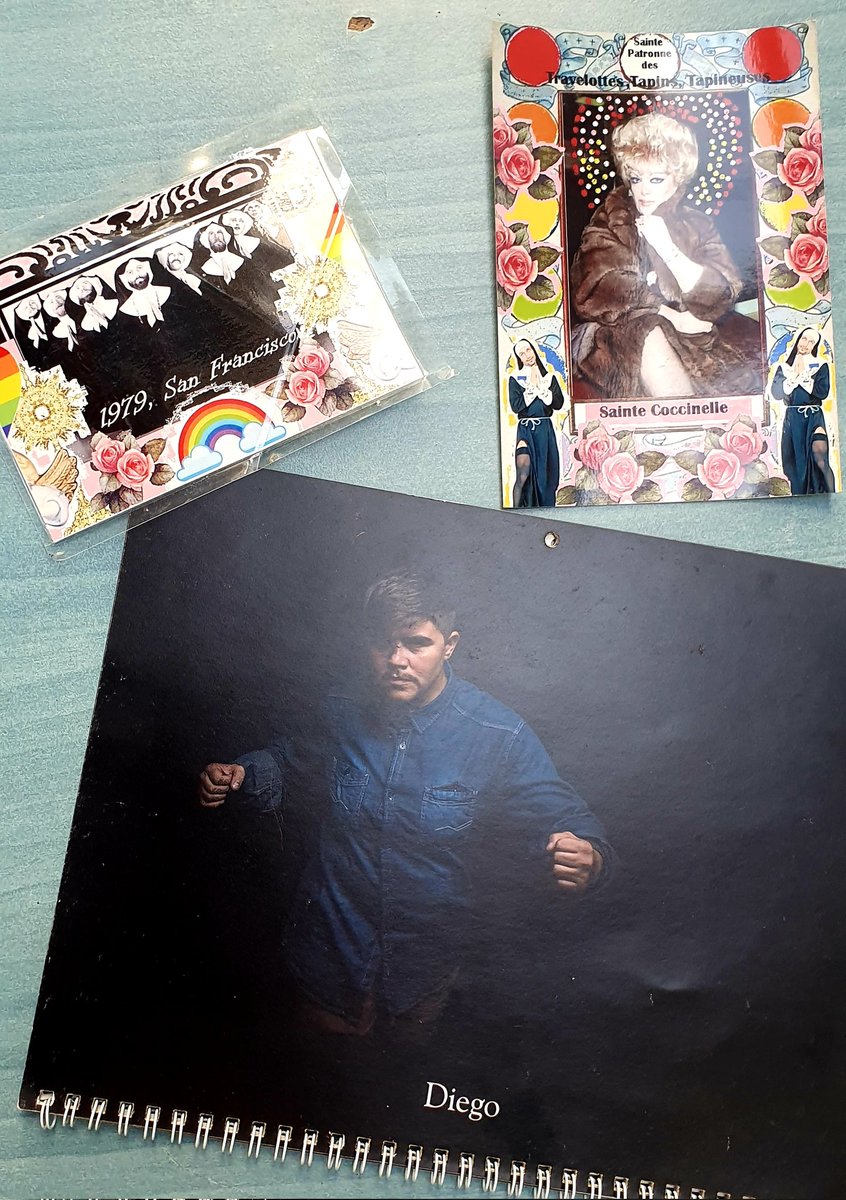 Sainte
Patronne
des
Travelottes, Tapins, Tapineuses
Sainte Coccinelle
1979, San Francisco
Diego